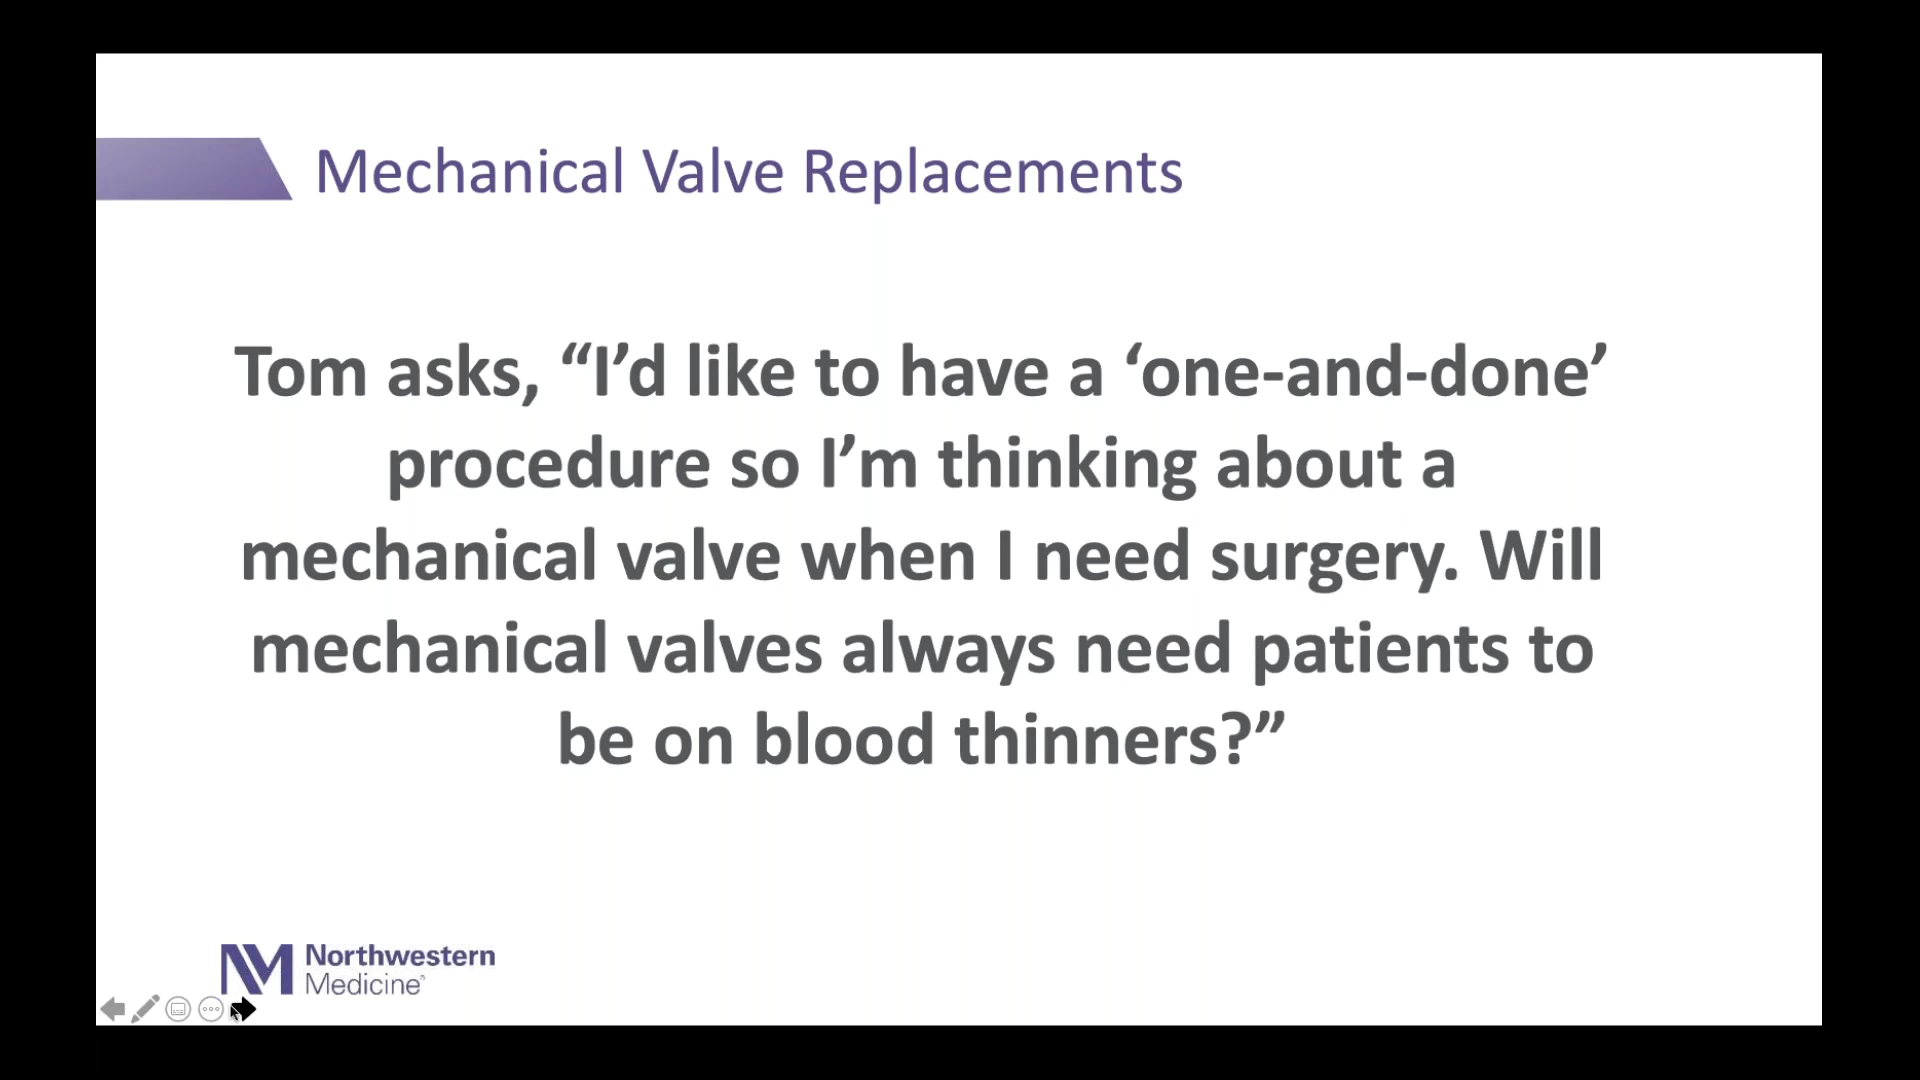 Mechanical Valve Replacements
Tom asks, “I’d like to have a ‘one-and-done’
procedure so I’m thinking about a
mechanical valve when I need surgery. Will
mechanical valves always need patients to
be on blood thinners?”
Northwestern
Medicine